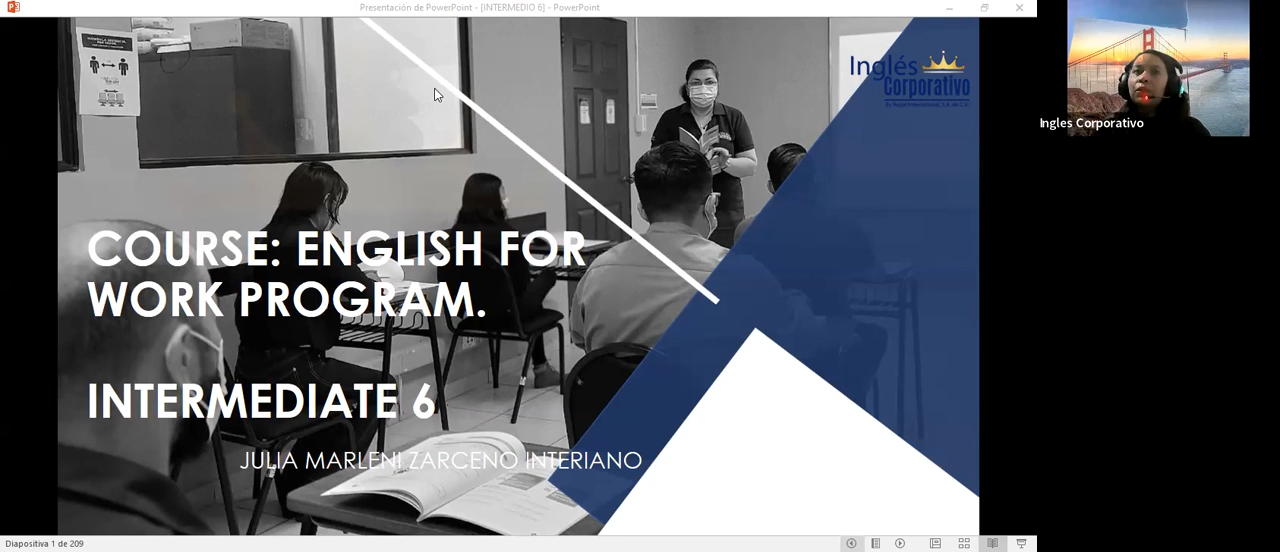 Presentación de PowerPoint - [INTERMEDIO 6] - PowerPoint
Inglés
Corporativo
COURSE: ENGLISH FOR
WORK PROGRAM.
INTERMEDIATE 6
JULIA MARLENI ZARCENO INTERIANO
Ingles Corporativo
Diapositiva 1 de 209